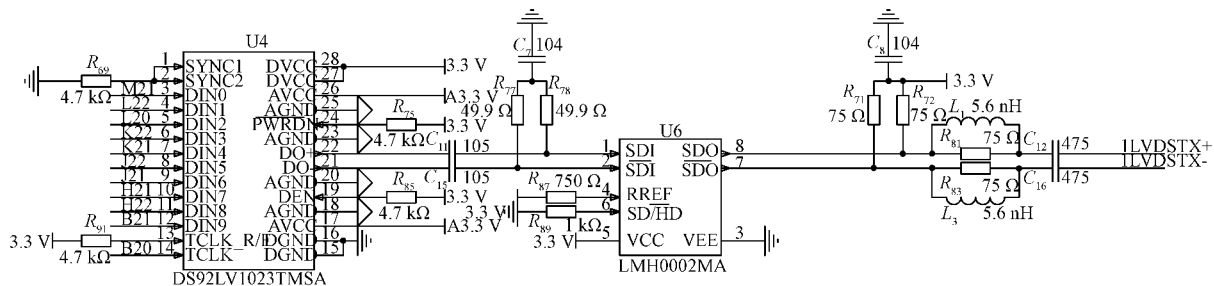 C7 104
C8 104
U4
R69
4.7 kΩ
1 SYNC1 DVCC 28 3.3 V
2 SYNC2 DVCC 27
M21 3 DIN0 AVCC 26 A3.3 V
L22 4 DIN1 AGND 25
L20 5 DIN2 PWRDN 24 R75 3.3 V
4.7 kΩ
K22 6 DIN3 AGND 23
K21 7 DIN4 DO+ 22 C11 105
J22 8 DIN5 DO- 21 C15 105
J21 9 DIN6 AGND 20
H21 10 DIN7 DEN 19 R85 3.3 V
4.7 kΩ
H22 11 DIN8 AGND 18
B21 12 DIN9 AVCC 17 A3.3 V
3.3 V R91 13 TCLK_R/F DGND 16
4.7 kΩ
B20 14 TCLK DGND 15
DS92LV1023TMSA
R77 R78
49.9 Ω 49.9 Ω
U6
1 SDI SDO 8
2 SDI SDO 7
R87 750 Ω 4 RREF
3.3 V R89 1 kΩ 6 SD/HD
3.3 V 5 VCC VEE 3
LMH0002MA
3.3 V
R71 R72
75 Ω 75 Ω
L1 5.6 nH
R81 75 Ω C12 475 1LVDSTX+
R83 75 Ω C16 475 1LVDSTX-
L3 5.6 nH